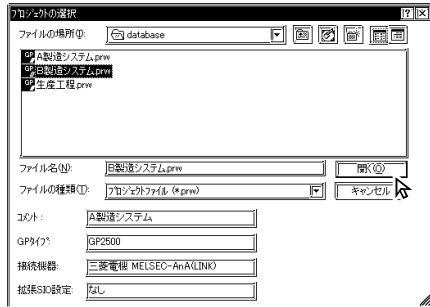 プロジェクトの選択
ファイルの場所(I): database
A製造システム.prw
B製造システム.prw
生産工程.prw
ファイル名(N): B製造システム.prw 開く(O)
ファイルの種類(T): プロジェクトファイル (*.prw) キャンセル
コメント: A製造システム
GPタイプ: GP2500
接続機器: 三菱電機 MELSEC-AnA(LINK)
拡張SIO設定: なし